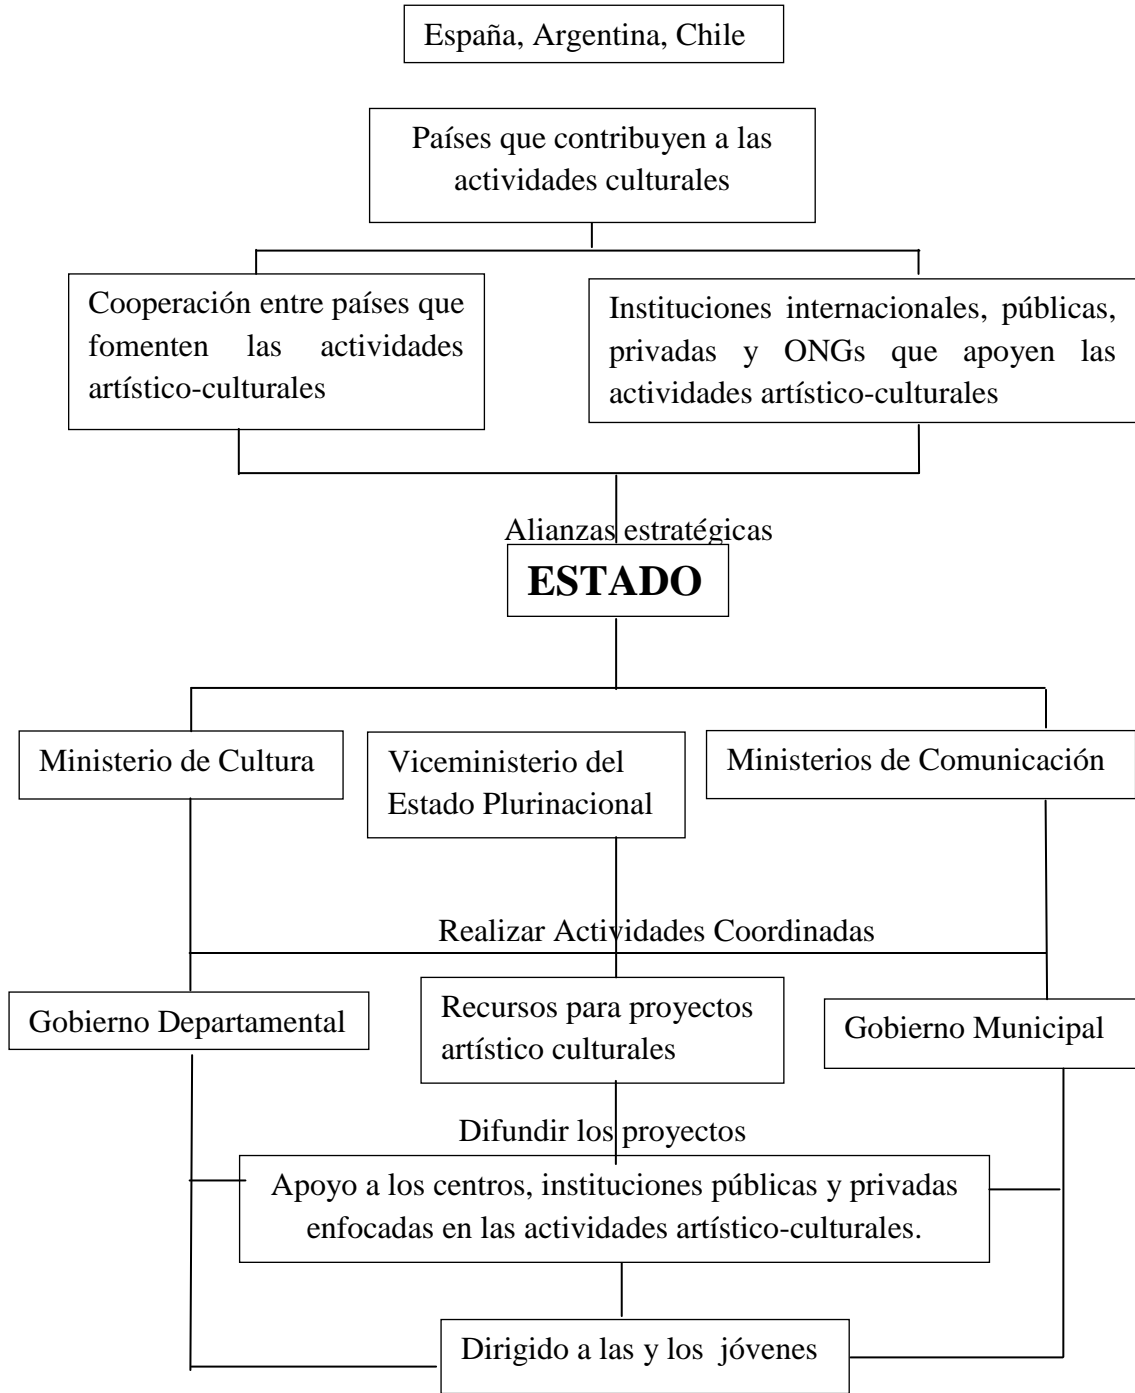 España, Argentina, Chile
Países que contribuyen a las
actividades culturales
Cooperación entre países que
fomenten las actividades
artístico-culturales
Instituciones internacionales, públicas,
privadas y ONGs que apoyen las
actividades artístico-culturales
Alianzas estratégicas
ESTADO
Ministerio de Cultura
Viceministerio del
Estado Plurinacional
Ministerios de Comunicación
Realizar Actividades Coordinadas
Gobierno Departamental
Recursos para proyectos
artístico culturales
Gobierno Municipal
Difundir los proyectos
Apoyo a los centros, instituciones públicas y privadas
enfocadas en las actividades artístico-culturales.
Dirigido a las y los jóvenes